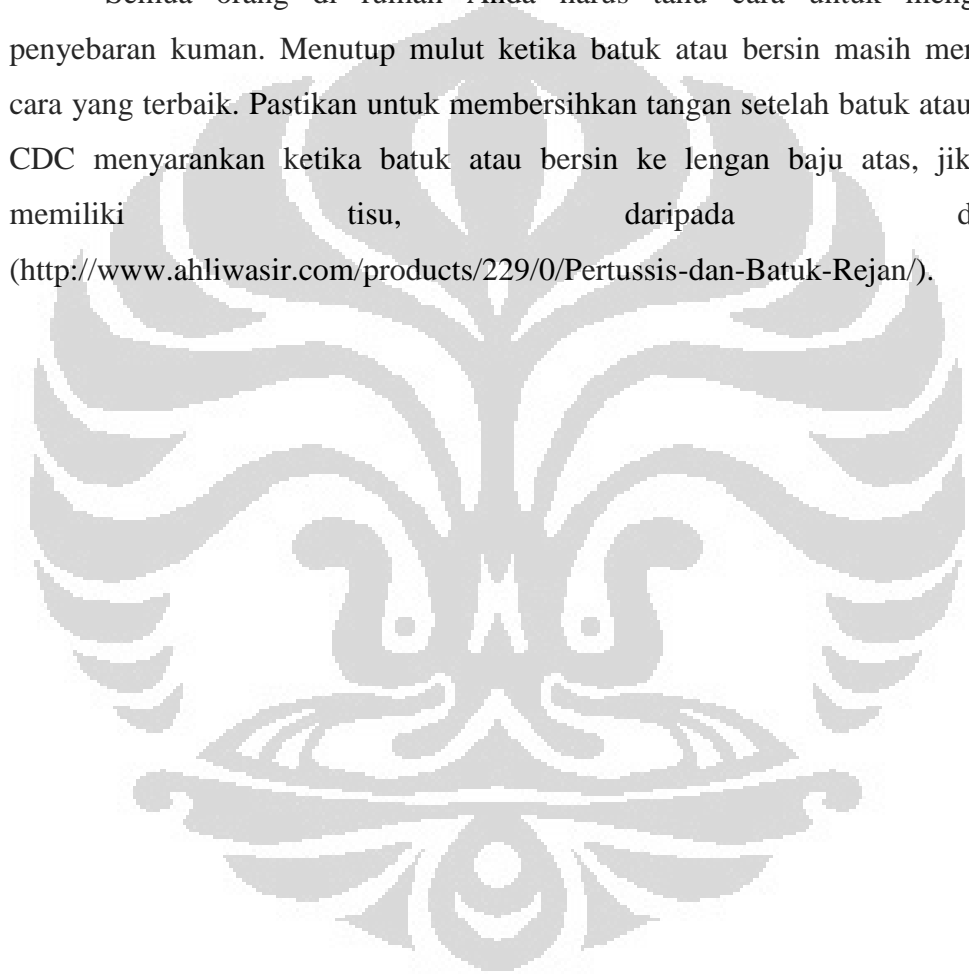 Semua orang di rumah Anda harus tahu cara untuk meng
penyebaran kuman. Menutup mulut ketika batuk atau bersin masih mer
cara yang terbaik. Pastikan untuk membersihkan tangan setelah batuk atau
CDC menyarankan ketika batuk atau bersin ke lengan baju atas, jik
memiliki tisu, daripada d
(http://www.ahliwasir.com/products/229/0/Pertussis-dan-Batuk-Rejan/).